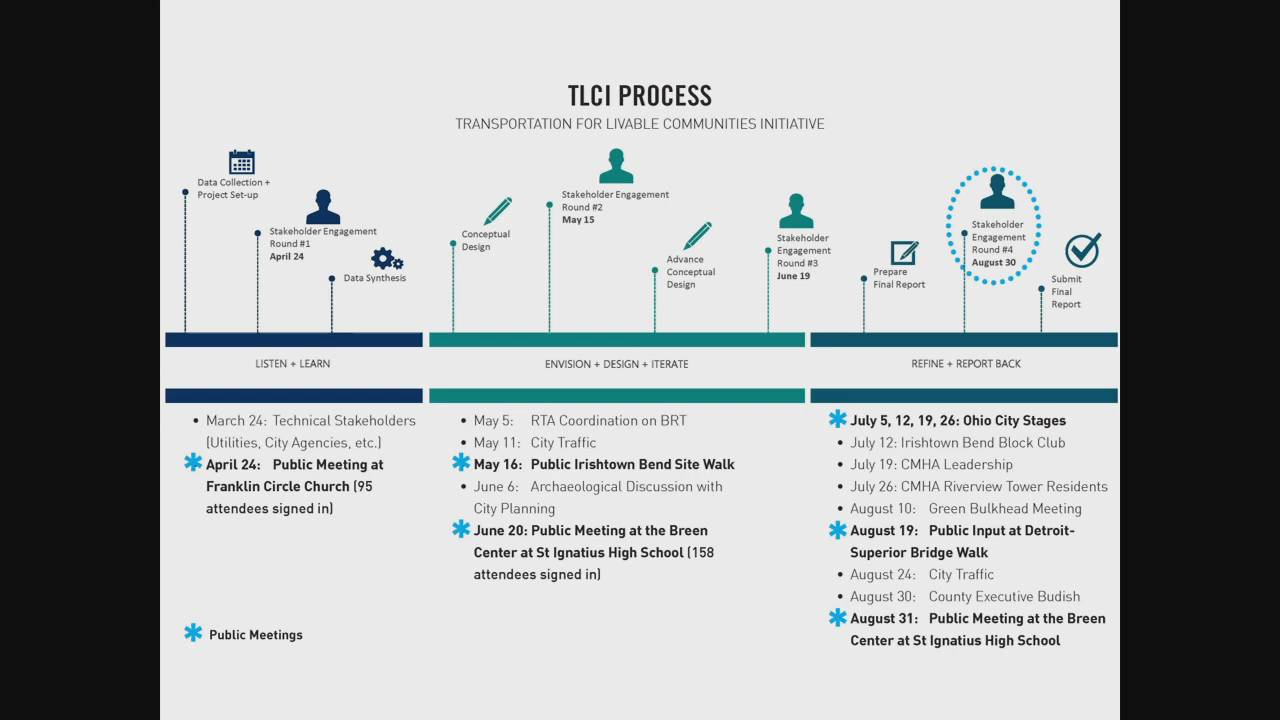 TLCI PROCESS
TRANSPORTATION FOR LIVABLE COMMUNITIES INITIATIVE
Data Collection +
Project Set-up
Stakeholder Engagement
Round #1
April 24
Data Synthesis
Conceptual
Design
Stakeholder Engagement
Round #2
May 15
Advance
Conceptual
Design
Stakeholder
Engagement
Round #3
June 19
Prepare
Final Report
Stakeholder
Engagement
Round #4
August 30
Submit
Final
Report
LISTEN + LEARN
ENVISION + DESIGN + ITERATE
REFINE + REPORT BACK
• March 24: Technical Stakeholders
(Utilities, City Agencies, etc.)
* April 24: Public Meeting at
Franklin Circle Church (95
attendees signed in)
* Public Meetings
• May 5: RTA Coordination on BRT
• May 11: City Traffic
* May 16: Public Irishtown Bend Site Walk
• June 6: Archaeological Discussion with
City Planning
* June 20: Public Meeting at the Breen
Center at St Ignatius High School (158
attendees signed in)
* July 5, 12, 19, 26: Ohio City Stages
• July 12: Irishtown Bend Block Club
• July 19: CMHA Leadership
• July 26: CMHA Riverview Tower Residents
• August 10: Green Bulkhead Meeting
* August 19: Public Input at Detroit-
Superior Bridge Walk
• August 24: City Traffic
• August 30: County Executive Budish
* August 31: Public Meeting at the Breen
Center at St Ignatius High School